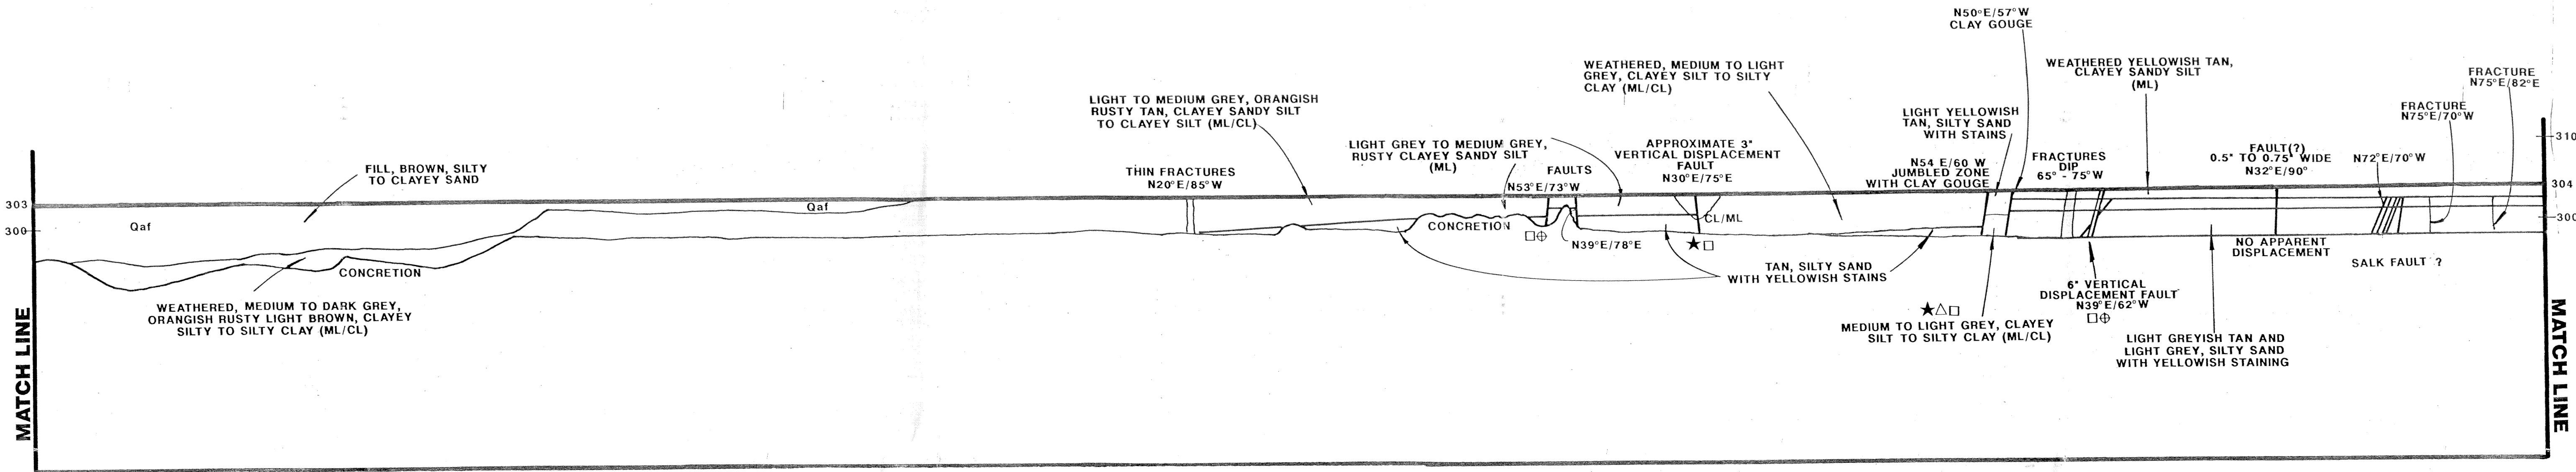 MATCH LINE
303
300
Qaf
FILL, BROWN, SILTY
TO CLAYEY SAND
CONCRETION
WEATHERED, MEDIUM TO DARK GREY,
ORANGISH RUSTY LIGHT BROWN, CLAYEY
SILTY TO SILTY CLAY (ML/CL)
Qaf
THIN FRACTURES
N20°E/85°W
LIGHT TO MEDIUM GREY, ORANGISH
RUSTY TAN, CLAYEY SANDY SILT
TO CLAYEY SILT (ML/CL)
LIGHT GREY TO MEDIUM GREY,
RUSTY CLAYEY SANDY SILT
(ML)
CONCRETION
FAULTS
N53°E/73°W
□⊕
N39°E/78°E
WEATHERED, MEDIUM TO LIGHT
GREY, CLAYEY SILT TO SILTY
CLAY (ML/CL)
APPROXIMATE 3"
VERTICAL DISPLACEMENT
FAULT
N30°E/75°E
CL/ML
★□
TAN, SILTY SAND
WITH YELLOWISH STAINS
N50°E/57°W
CLAY GOUGE
LIGHT YELLOWISH
TAN, SILTY SAND
WITH STAINS
N54 E/60 W
JUMBLED ZONE
WITH CLAY GOUGE
★△□
MEDIUM TO LIGHT GREY, CLAYEY
SILT TO SILTY CLAY (ML/CL)
FRACTURES
DIP
65° - 75°W
WEATHERED YELLOWISH TAN,
CLAYEY SANDY SILT
(ML)
6" VERTICAL
DISPLACEMENT FAULT
N39°E/62°W
□⊕
LIGHT GREYISH TAN AND
LIGHT GREY, SILTY SAND
WITH YELLOWISH STAINING
FAULT(?)
0.5" TO 0.75" WIDE
N32°E/90°
NO APPARENT
DISPLACEMENT
N72°E/70°W
SALK FAULT ?
FRACTURE
N75°E/70°W
FRACTURE
N75°E/82°E
310
304
300
MATCH LINE